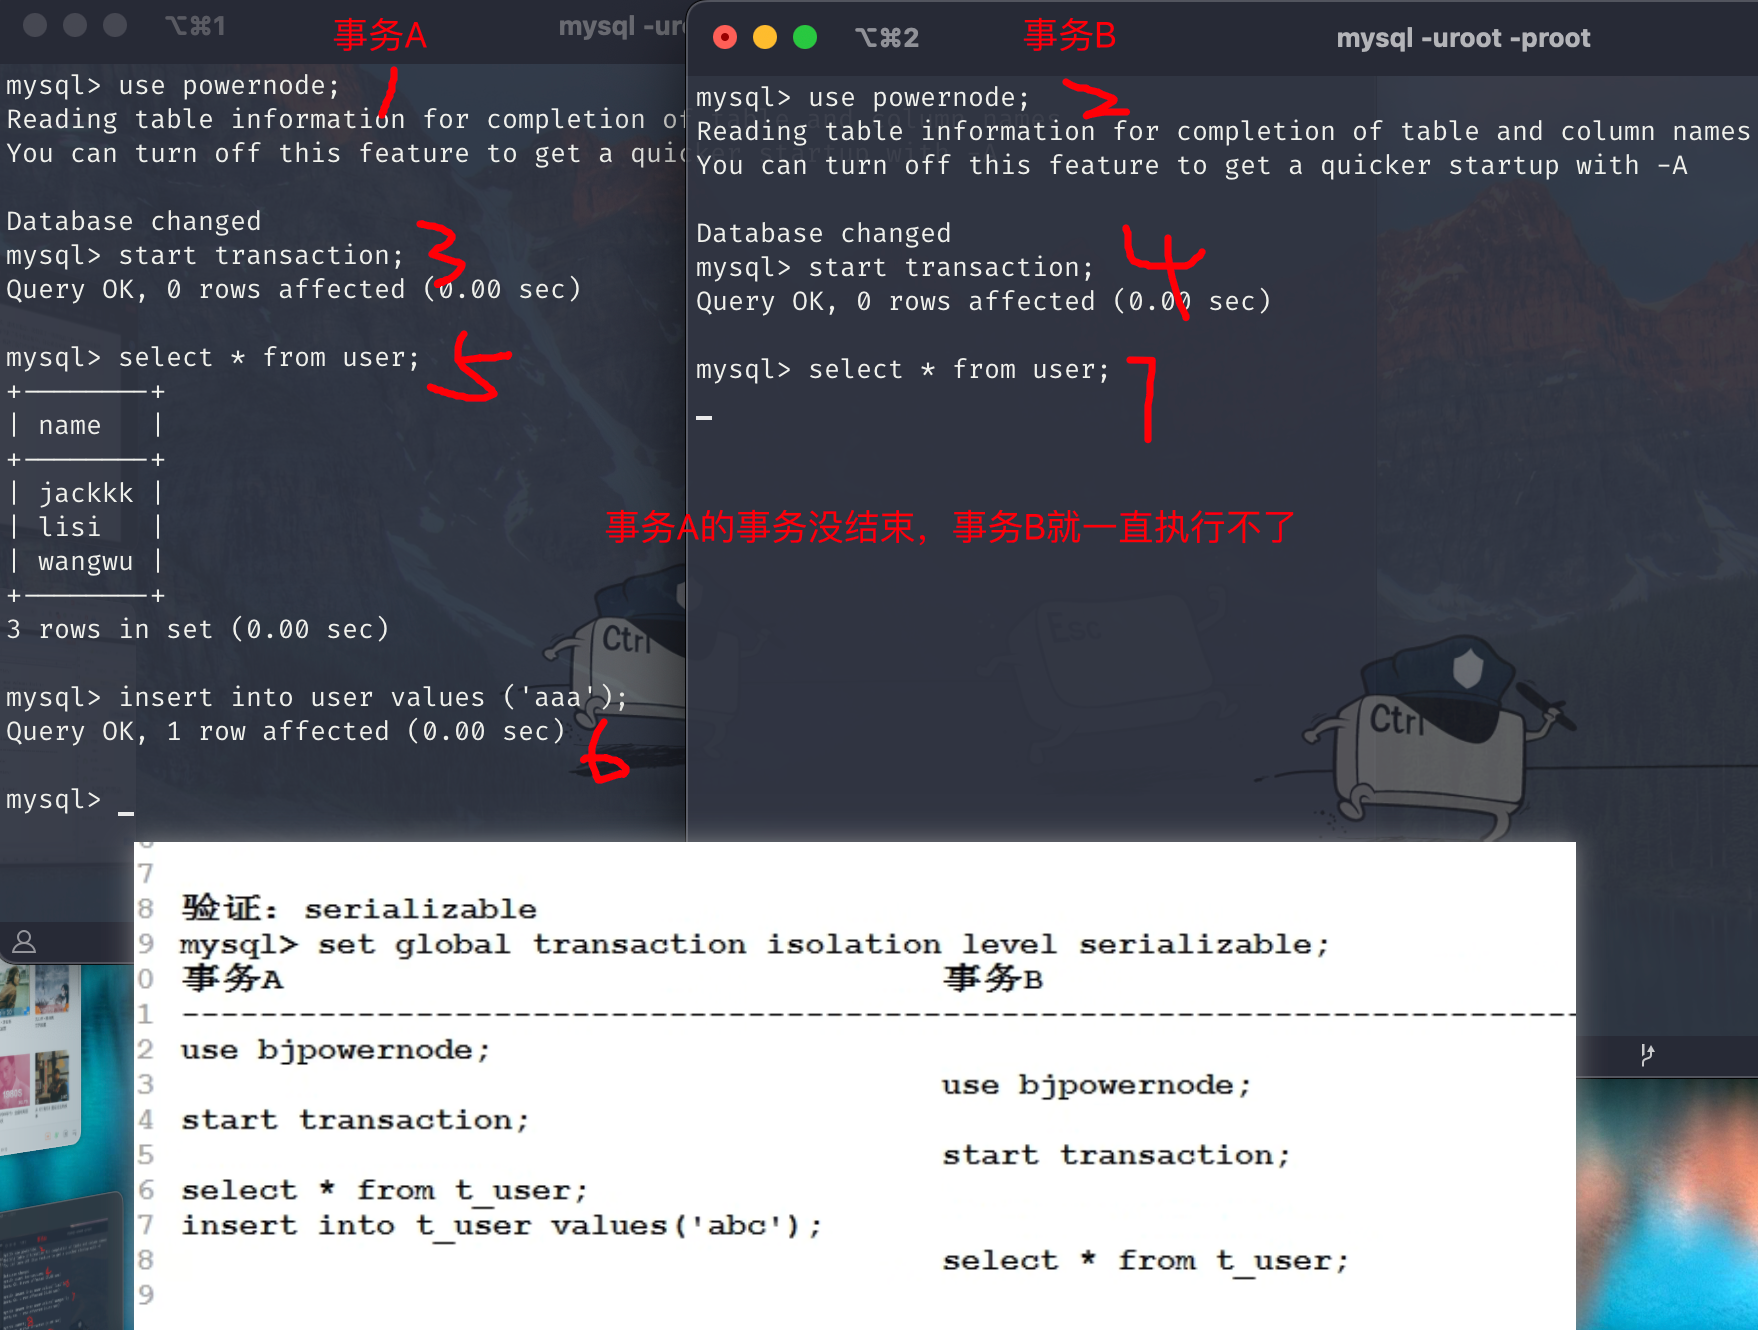 ⌥⌘1
事务A
mysql -ur
mysql> use powernode;
1
Reading table information for completion of
You can turn off this feature to get a quic
Database changed
mysql> start transaction;
3
Query OK, 0 rows affected (0.00 sec)
mysql> select * from user;
5
+--------+
| name   |
+--------+
| jackkk |
| lisi   |
| wangwu |
+--------+
3 rows in set (0.00 sec)
mysql> insert into user values ('aaa');
Query OK, 1 row affected (0.00 sec)
6
mysql> _
Ctrl
⌥⌘2
事务B
mysql -uroot -proot
mysql> use powernode;
2
Reading table information for completion of table and column names
You can turn off this feature to get a quicker startup with -A
Database changed
mysql> start transaction;
4
Query OK, 0 rows affected (0.00 sec)
mysql> select * from user;
7
_
事务A的事务没结束，事务B就一直执行不了
Esc
Ctrl
7
8 验证: serializable
9 mysql> set global transaction isolation level serializable;
0 事务A 事务B
1 ------------------------------------------------------------------------
2 use bjpowernode;
3 use bjpowernode;
4 start transaction;
5 start transaction;
6 select * from t_user;
7 insert into t_user values('abc');
8 select * from t_user;
9